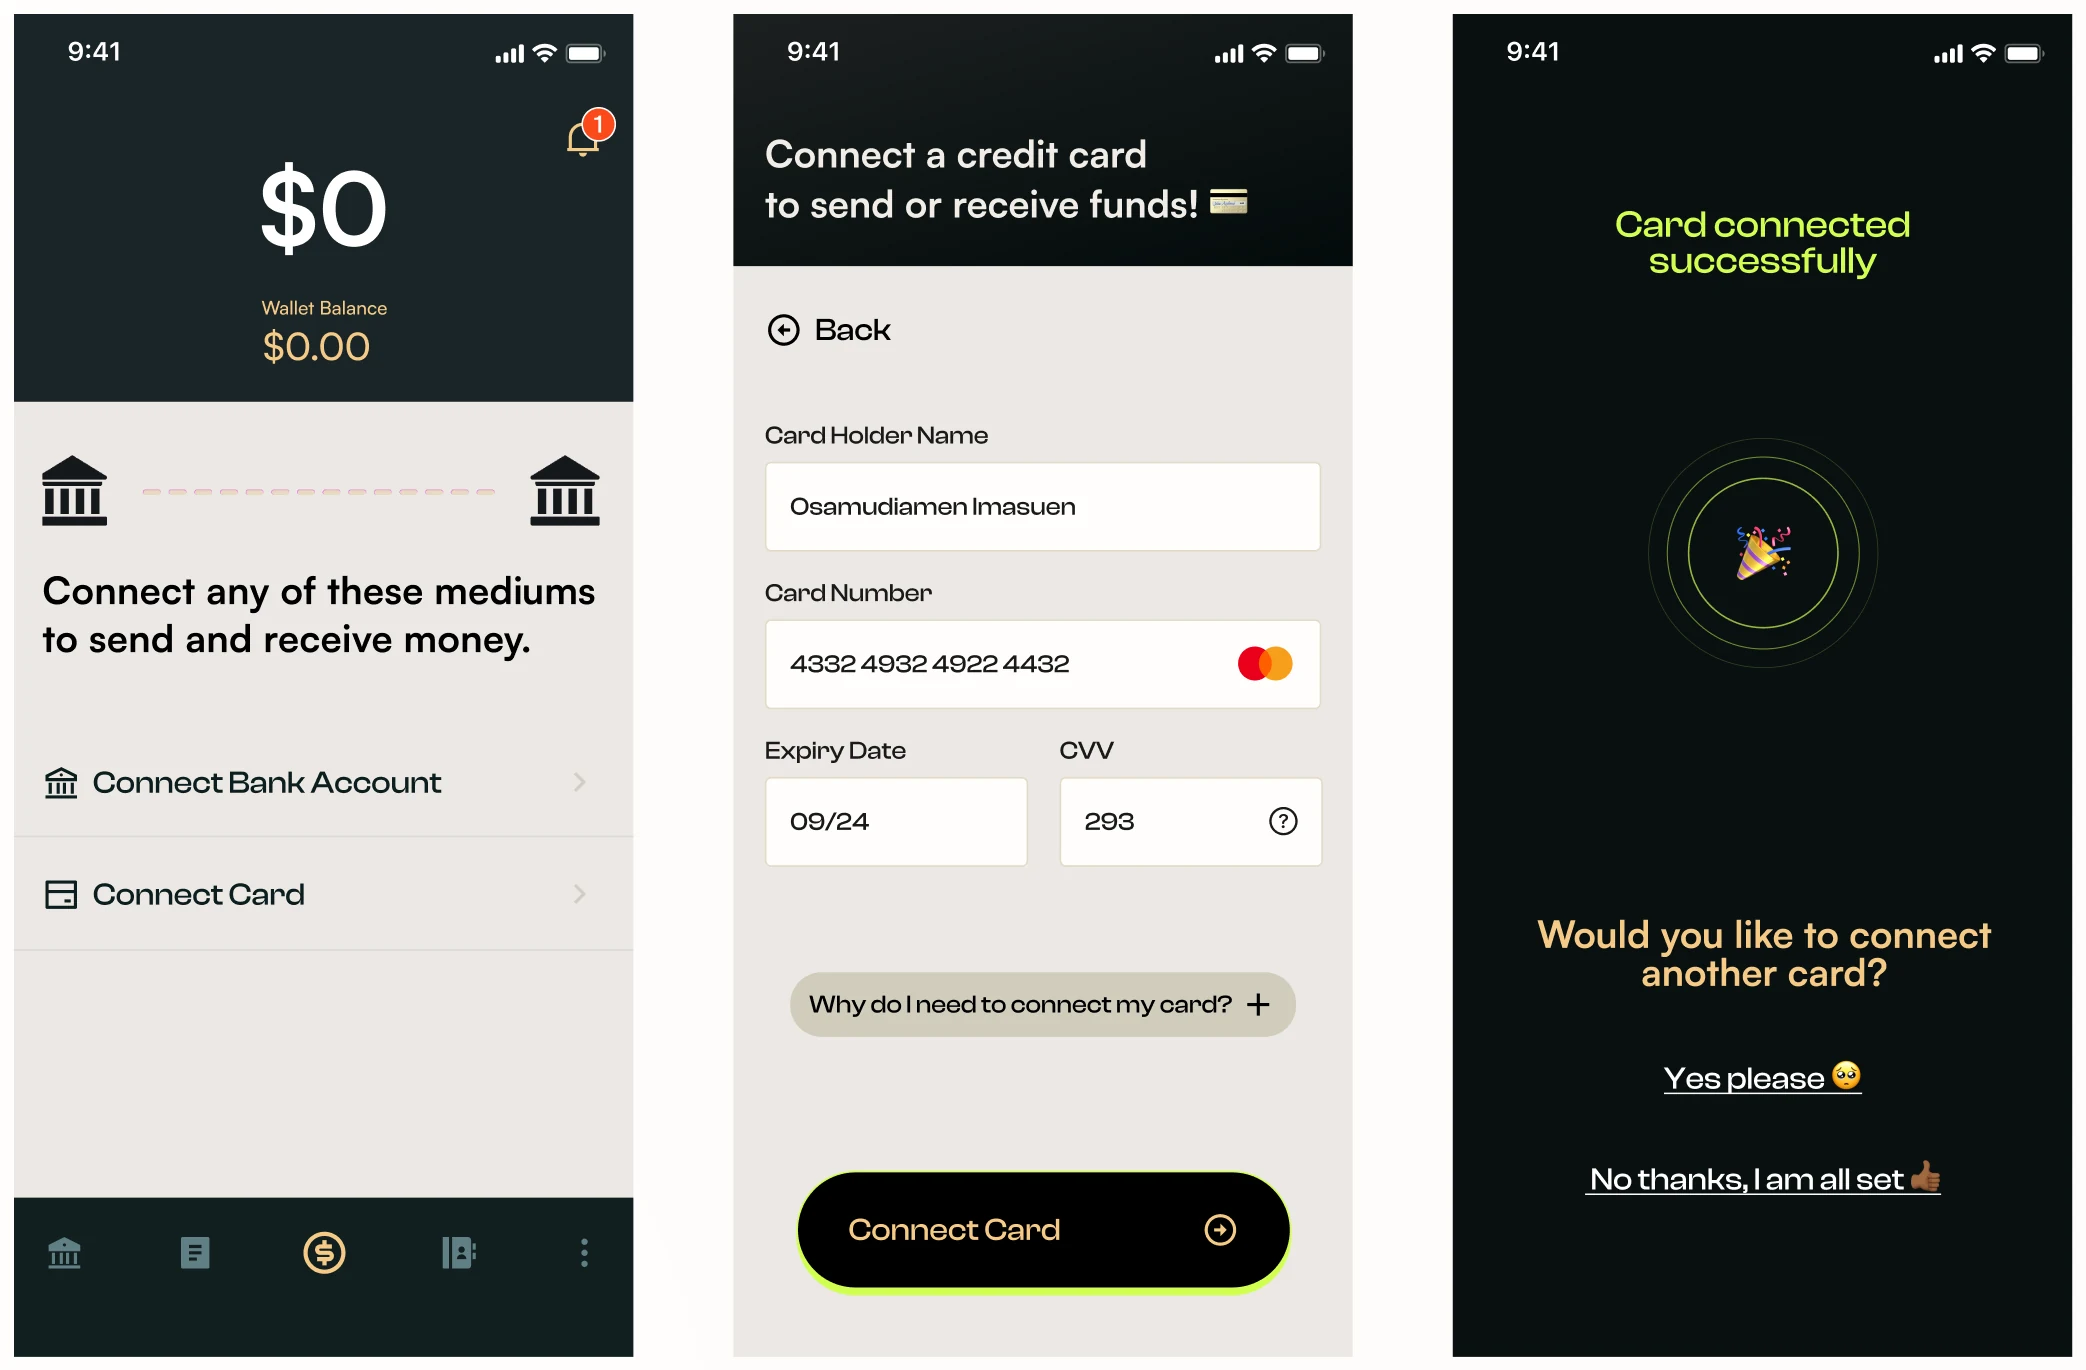 9:41
1
$0
Wallet Balance
$0.00
Connect any of these mediums
to send and receive money.
Connect Bank Account
Connect Card
9:41
Connect a credit card
to send or receive funds! 💳
Back
Card Holder Name
Osamudiamen Imasuen
Card Number
4332 4932 4922 4432
Expiry Date
CVV
09/24
293
Why do I need to connect my card?
Connect Card
9:41
Card connected
successfully
Would you like to connect
another card?
Yes please 🥺
No thanks, I am all set 👍🏾